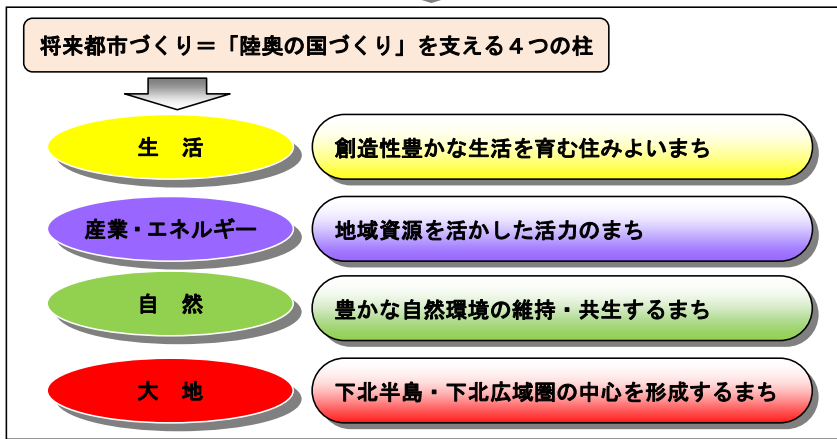 将来都市づくり＝「陸奥の国づくり」を支える４つの柱
生　活
創造性豊かな生活を育む住みよいまち
産業・エネルギー
地域資源を活かした活力のまち
自　然
豊かな自然環境の維持・共生するまち
大　地
下北半島・下北広域圏の中心を形成するまち